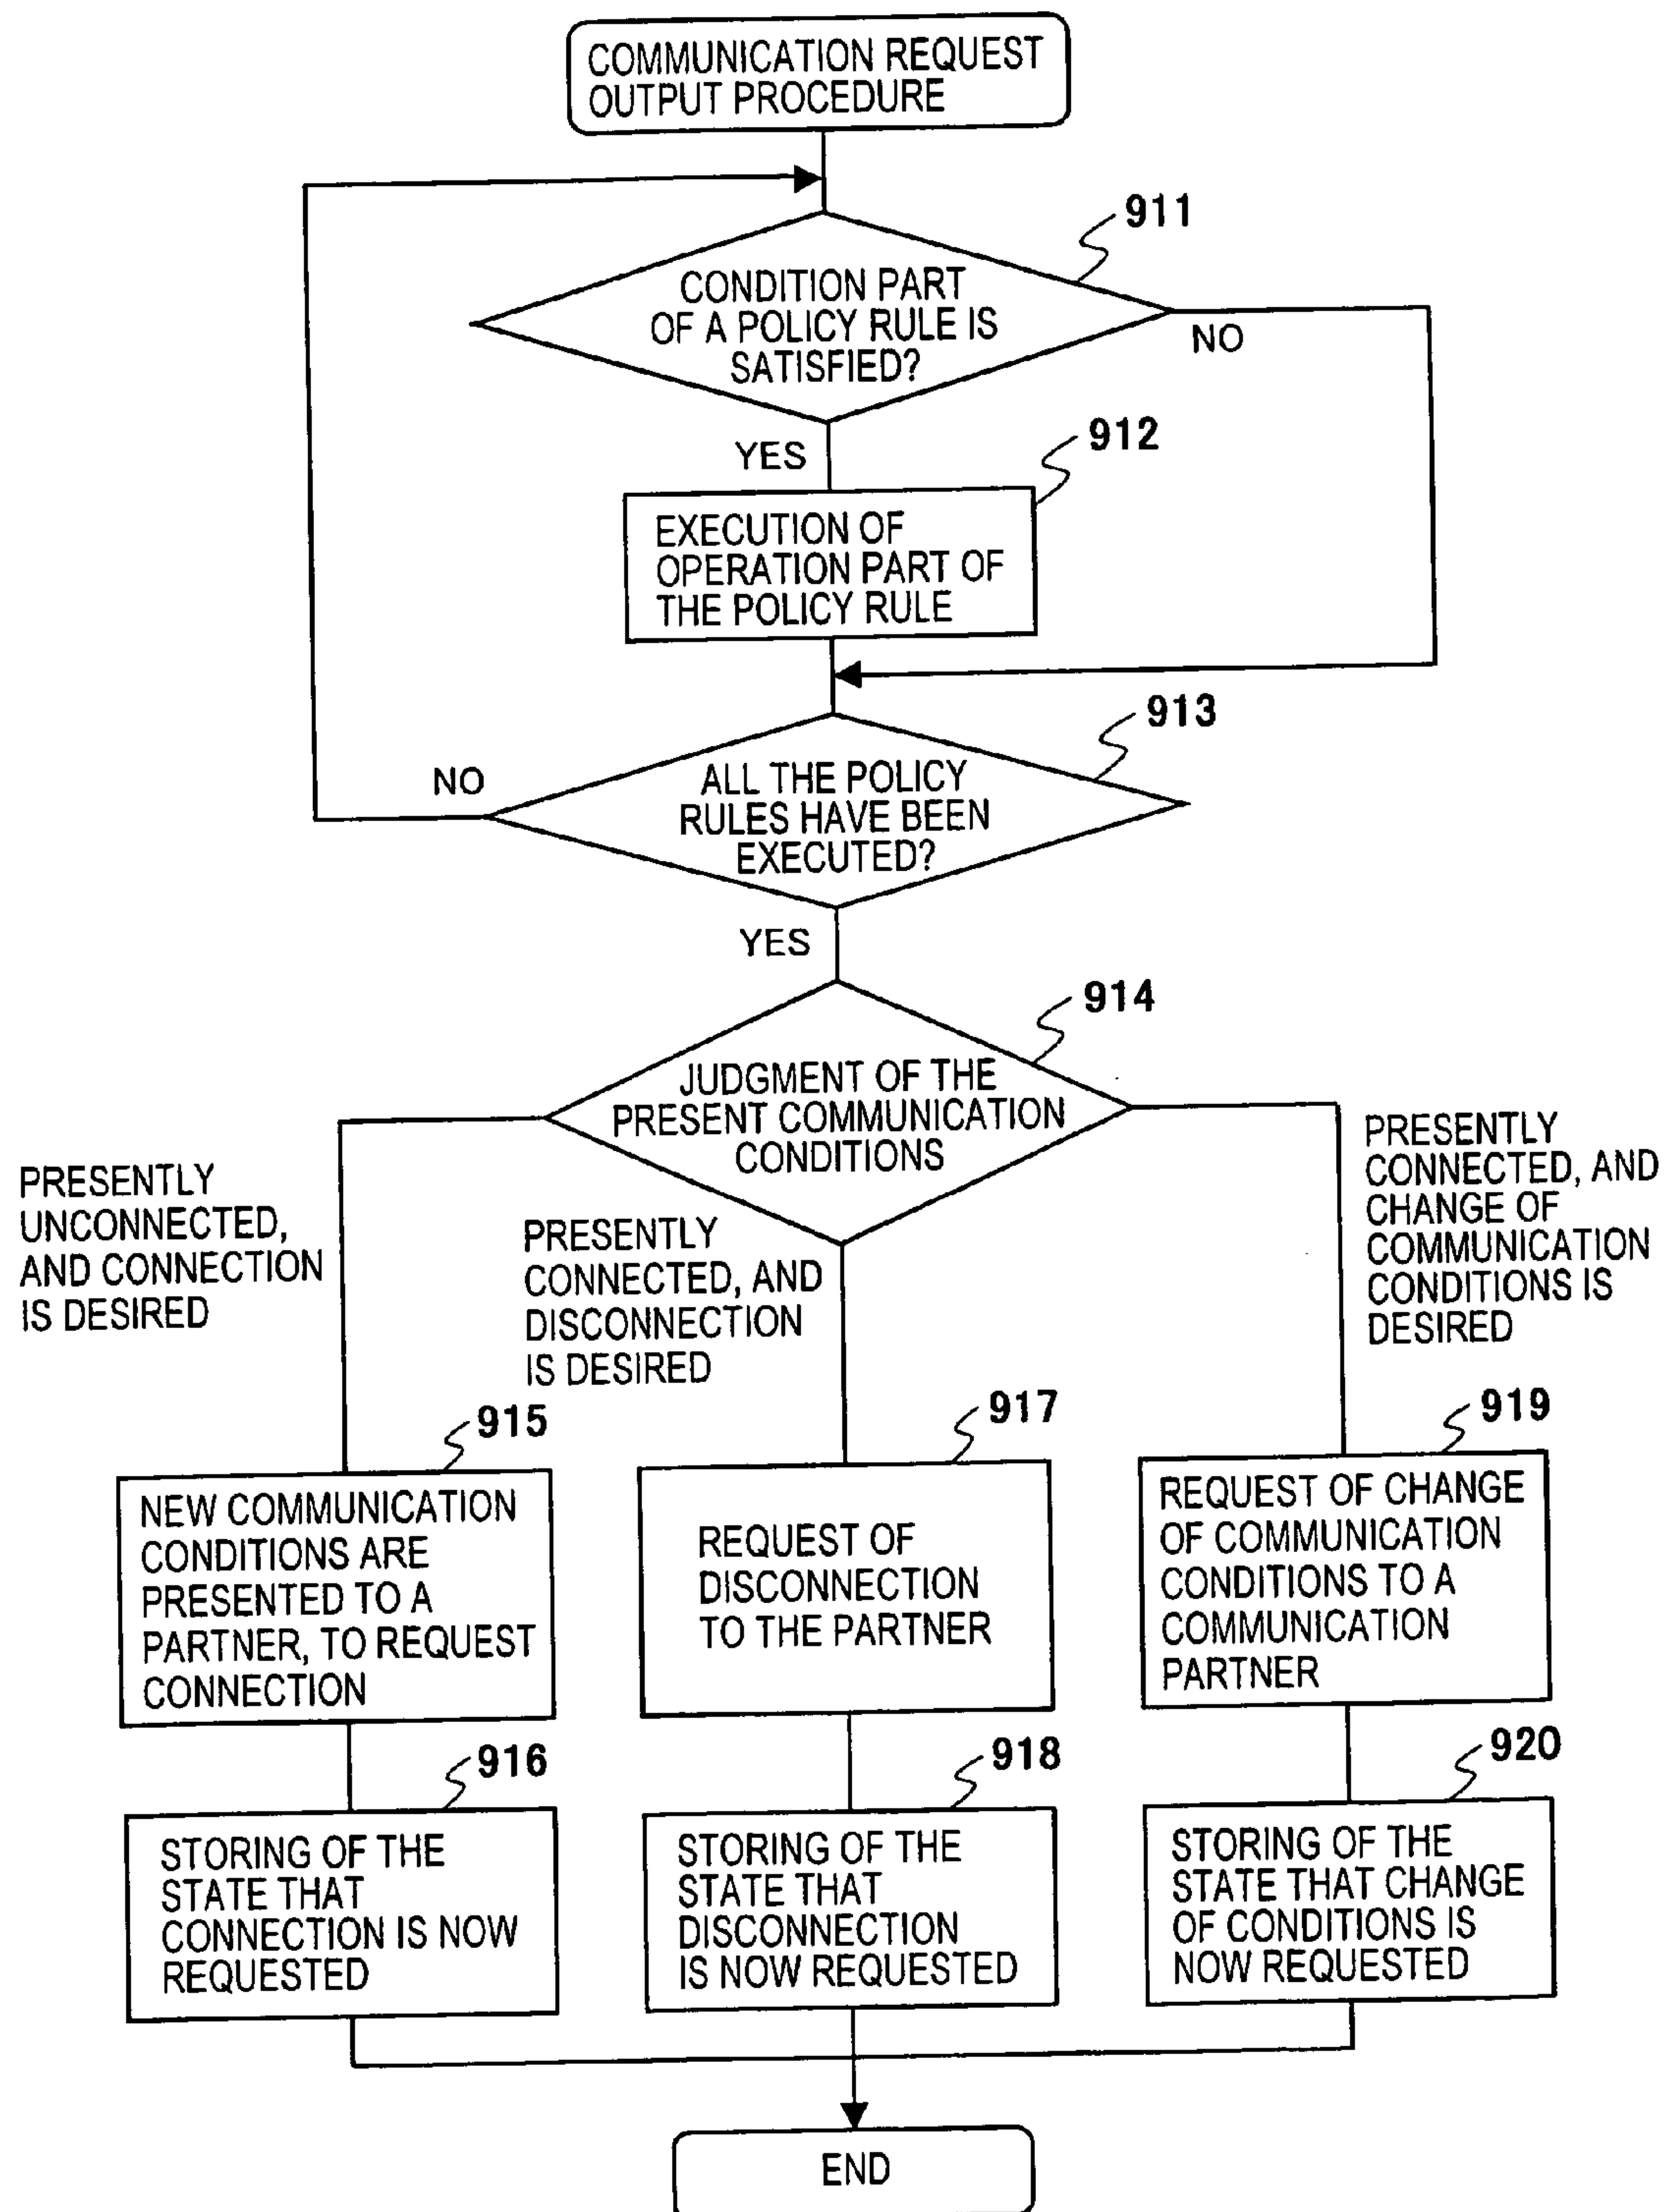 COMMUNICATION REQUEST
OUTPUT PROCEDURE
911
CONDITION PART
OF A POLICY RULE IS
SATISFIED?
NO
YES
912
EXECUTION OF
OPERATION PART OF
THE POLICY RULE
913
NO
ALL THE POLICY
RULES HAVE BEEN
EXECUTED?
YES
914
JUDGMENT OF THE
PRESENT COMMUNICATION
CONDITIONS
PRESENTLY
UNCONNECTED,
AND CONNECTION
IS DESIRED
PRESENTLY
CONNECTED, AND
DISCONNECTION
IS DESIRED
PRESENTLY
CONNECTED, AND
CHANGE OF
COMMUNICATION
CONDITIONS IS
DESIRED
915
NEW COMMUNICATION
CONDITIONS ARE
PRESENTED TO A
PARTNER, TO REQUEST
CONNECTION
917
REQUEST OF
DISCONNECTION
TO THE PARTNER
919
REQUEST OF CHANGE
OF COMMUNICATION
CONDITIONS TO A
COMMUNICATION
PARTNER
916
STORING OF THE
STATE THAT
CONNECTION IS NOW
REQUESTED
918
STORING OF THE
STATE THAT
DISCONNECTION
IS NOW REQUESTED
920
STORING OF THE
STATE THAT CHANGE
OF CONDITIONS IS
NOW REQUESTED
END